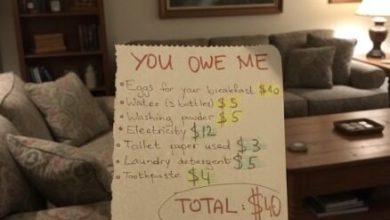 YOU OWE ME
• Eggs for your breakfast $10
• Water (3 bottles) $5
• Washing powder $5
• Electricity $12
• Toilet paper used $3
• Laundry detergent $5
• Toothpaste $4
TOTAL: $40